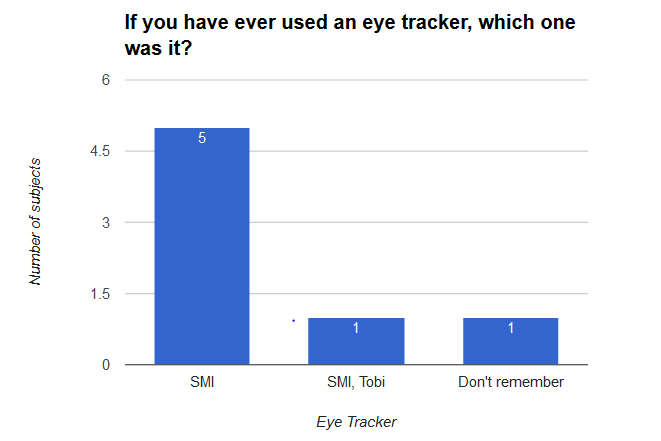 If you have ever used an eye tracker, which one
was it?
6
4.5
3
1.5
0
Number of subjects
5
1
1
SMI
SMI, Tobi
Don't remember
Eye Tracker